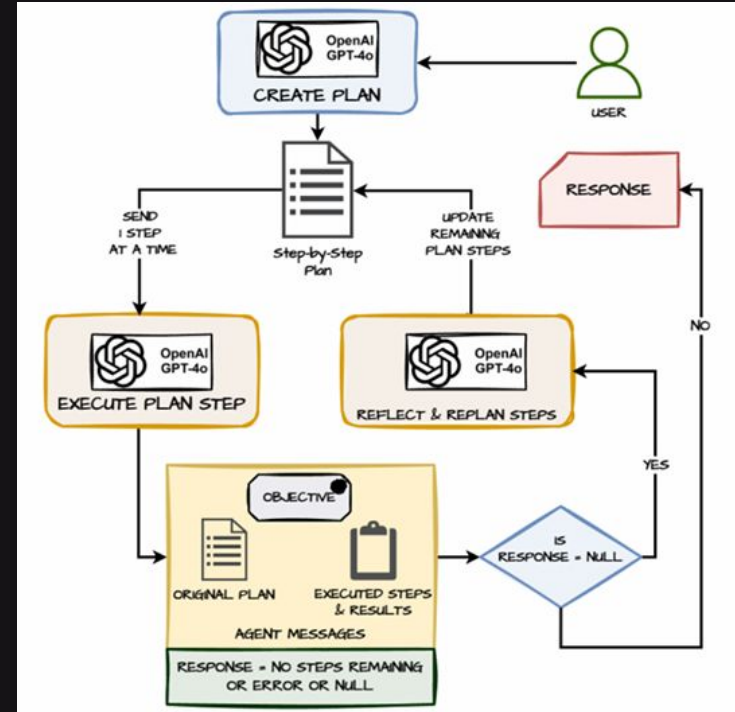 OpenAI
GPT-4o
CREATE PLAN
USER
RESPONSE
SEND
1 STEP
AT A TIME
Step-by-Step
Plan
UPDATE
REMAINING
PLAN STEPS
NO
OpenAI
GPT-4o
EXECUTE PLAN STEP
OpenAI
GPT-4o
REFLECT & REPLAN STEPS
YES
OBJECTIVE
ORIGINAL PLAN
EXECUTED STEPS
& RESULTS
AGENT MESSAGES
IS
RESPONSE = NULL
RESPONSE = NO STEPS REMAINING
OR ERROR OR NULL